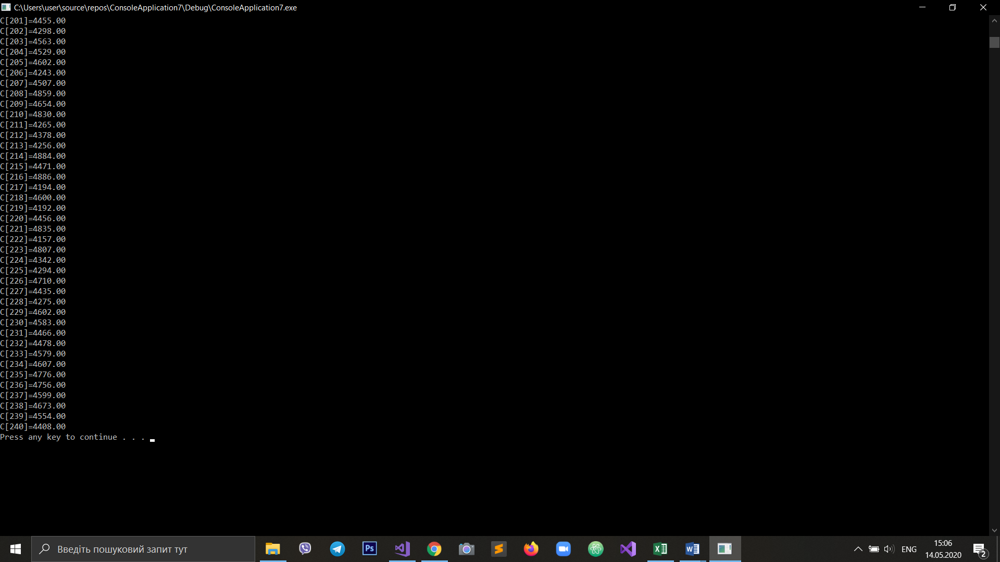 C:\Users\user\source\repos\ConsoleApplication7\Debug\ConsoleApplication7.exe
C[201]=4455.00
C[202]=4298.00
C[203]=4563.00
C[204]=4529.00
C[205]=4602.00
C[206]=4243.00
C[207]=4507.00
C[208]=4859.00
C[209]=4654.00
C[210]=4830.00
C[211]=4265.00
C[212]=4378.00
C[213]=4256.00
C[214]=4884.00
C[215]=4471.00
C[216]=4886.00
C[217]=4194.00
C[218]=4600.00
C[219]=4192.00
C[220]=4456.00
C[221]=4835.00
C[222]=4157.00
C[223]=4807.00
C[224]=4342.00
C[225]=4294.00
C[226]=4710.00
C[227]=4435.00
C[228]=4275.00
C[229]=4602.00
C[230]=4583.00
C[231]=4466.00
C[232]=4478.00
C[233]=4579.00
C[234]=4607.00
C[235]=4776.00
C[236]=4756.00
C[237]=4599.00
C[238]=4673.00
C[239]=4554.00
C[240]=4408.00
Press any key to continue . . .
Введіть пошуковий запит тут
Ps
ENG
15:06
14.05.2020
2